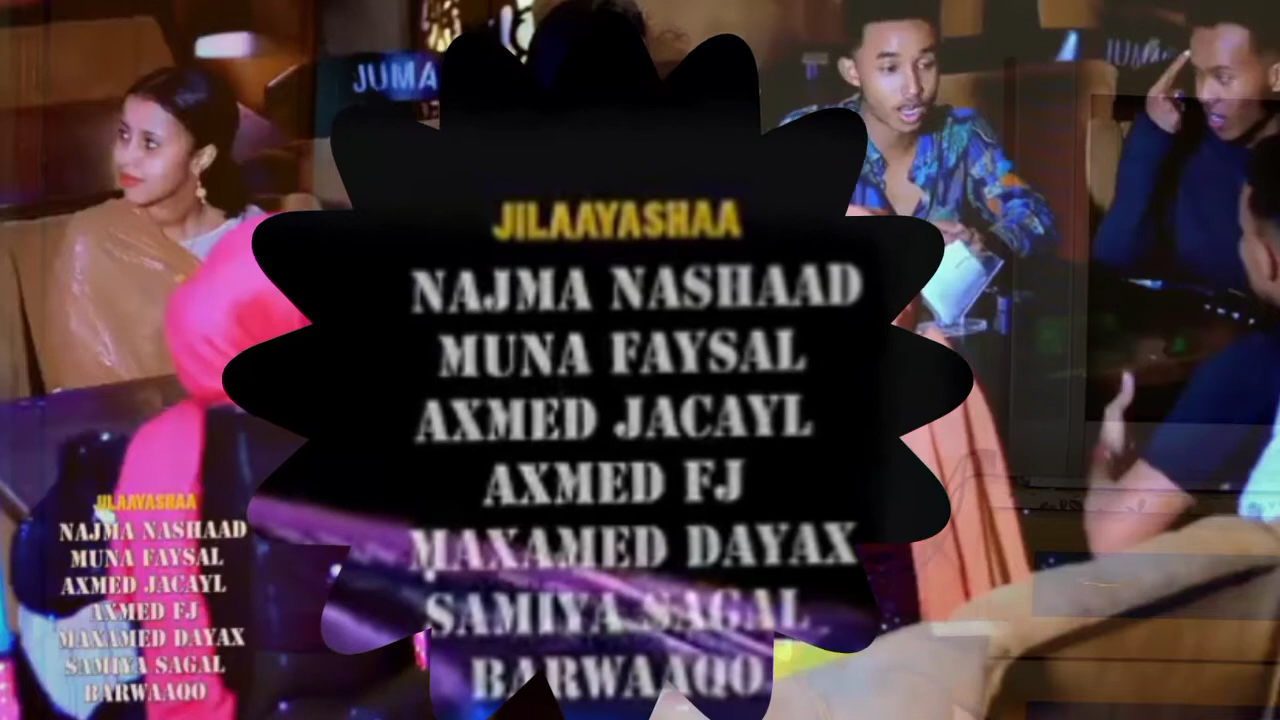 JUMA
JILAAYASHAA
NAJMA NASHAAD
MUNA FAYSAL
AXMED JACAYL
AXMED FJ
MAXAMED DAYAX
SAMIYA SAGAL
BARWAAQO
JILAAYASHAA
NAJMA NASHAAD
MUNA FAYSAL
AXMED JACAYL
AXMED FJ
MAXAMED DAYAX
SAMIYA SAGAL
BARWAAQO